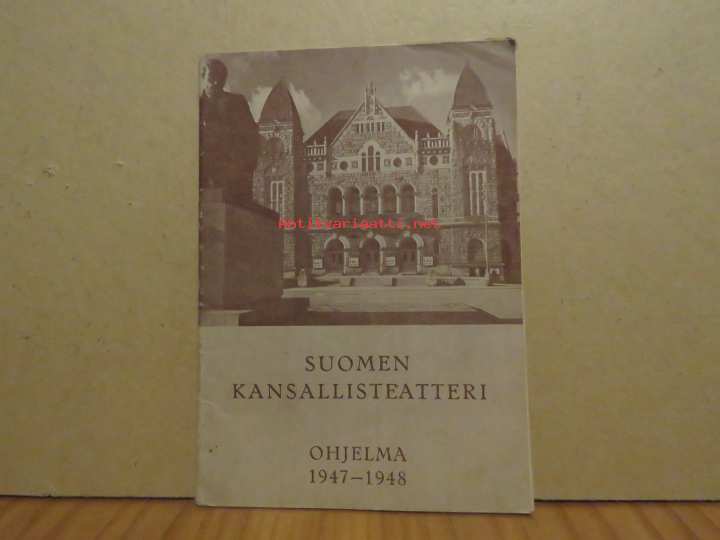 Antikvariaatti.net
SUOMEN
KANSALLISTEATTERI
OHJELMA
1947–1948